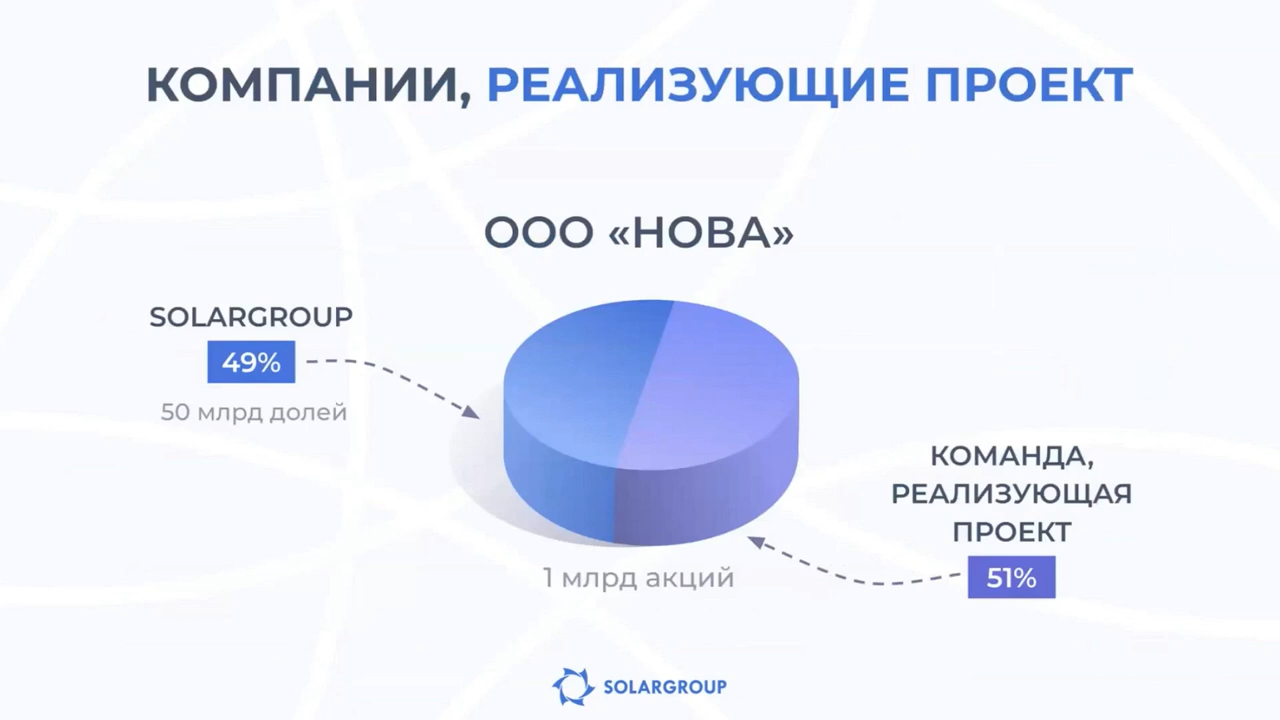 КОМПАНИИ, РЕАЛИЗУЮЩИЕ ПРОЕКТ
ООО «НОВА»
SOLARGROUP
49%
50 млрд долей
КОМАНДА,
РЕАЛИЗУЮЩАЯ
ПРОЕКТ
51%
1 млрд акций
SOLARGROUP